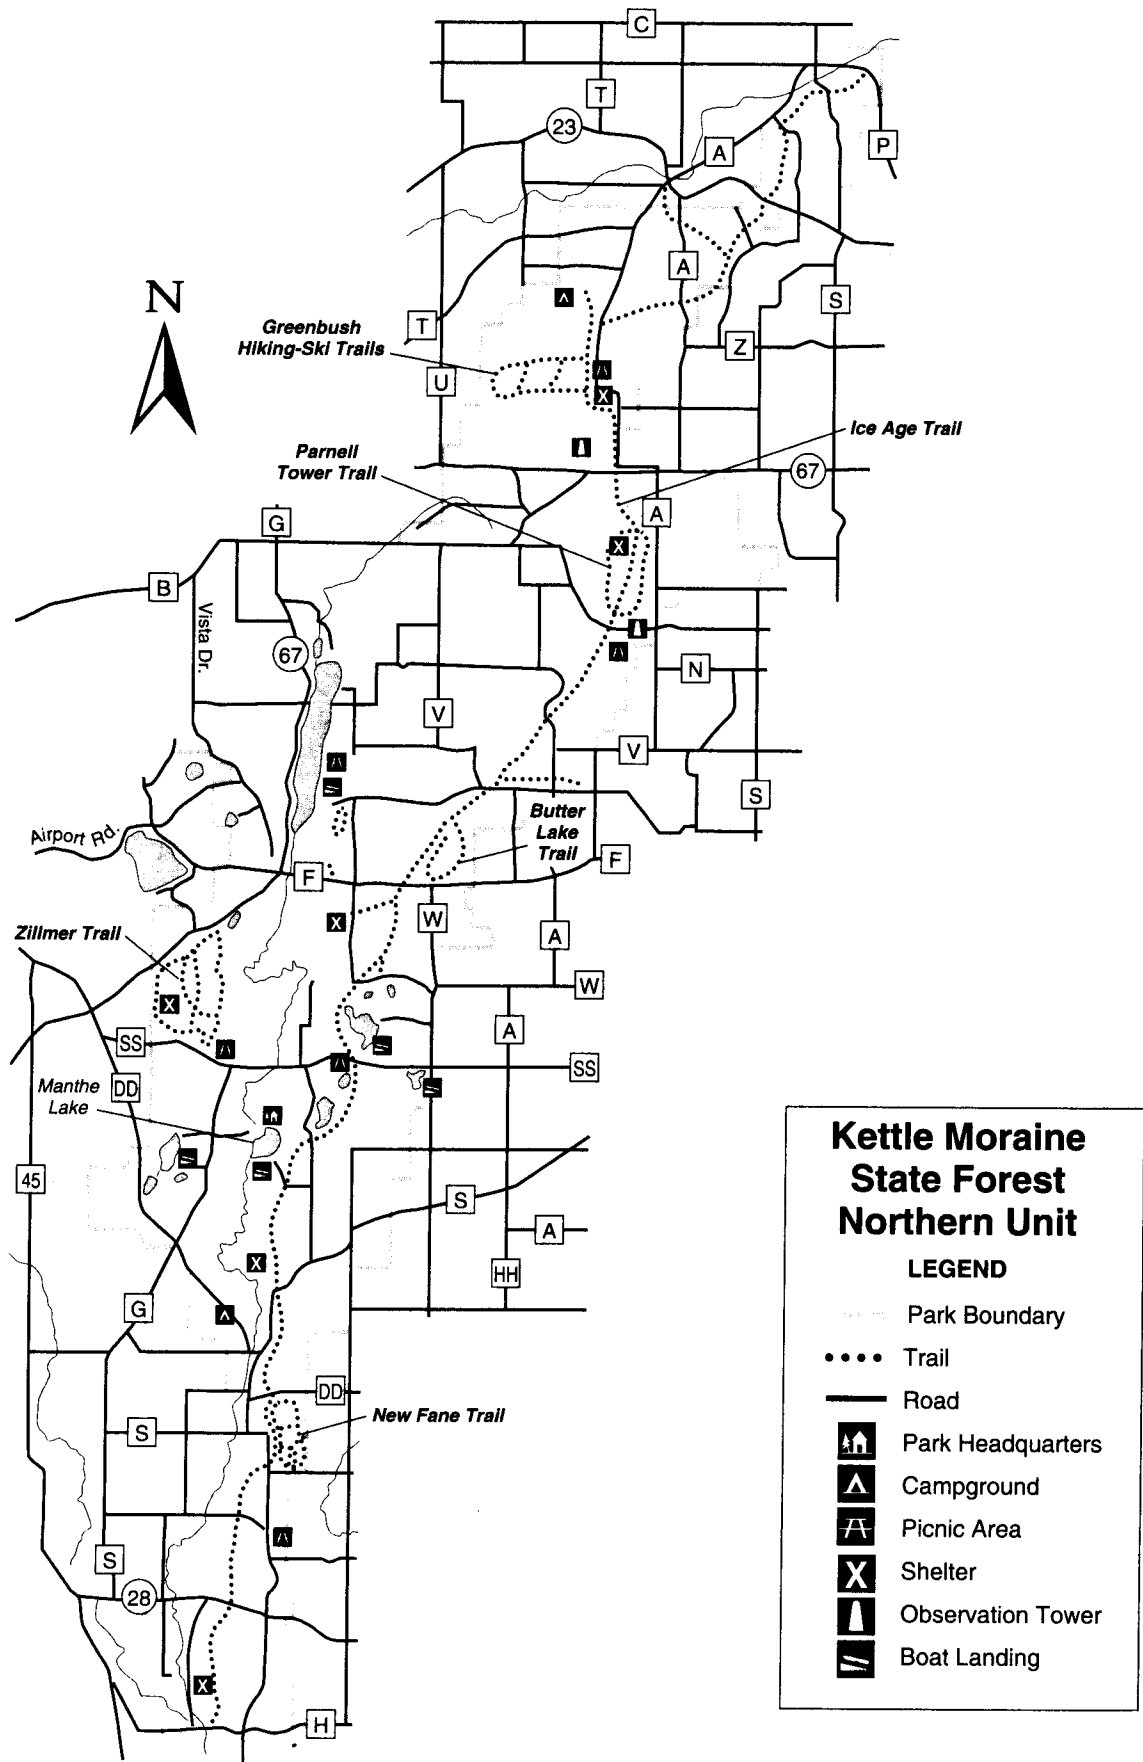 C
T
23
A
P
N
A
S
T
Greenbush
Hiking-Ski Trails
Z
U
Ice Age Trail
Parnell
Tower Trail
67
A
G
B
Vista Dr.
67
N
V
V
S
Butter
Lake
Trail
Airport Rd.
F
F
W
Zillmer Trail
A
W
A
SS
SS
DD
Manthe
Lake
45
S
A
HH
G
DD
New Fane Trail
S
S
28
H
Kettle Moraine
State Forest
Northern Unit
LEGEND
Park Boundary
Trail
Road
Park Headquarters
Campground
Picnic Area
Shelter
Observation Tower
Boat Landing